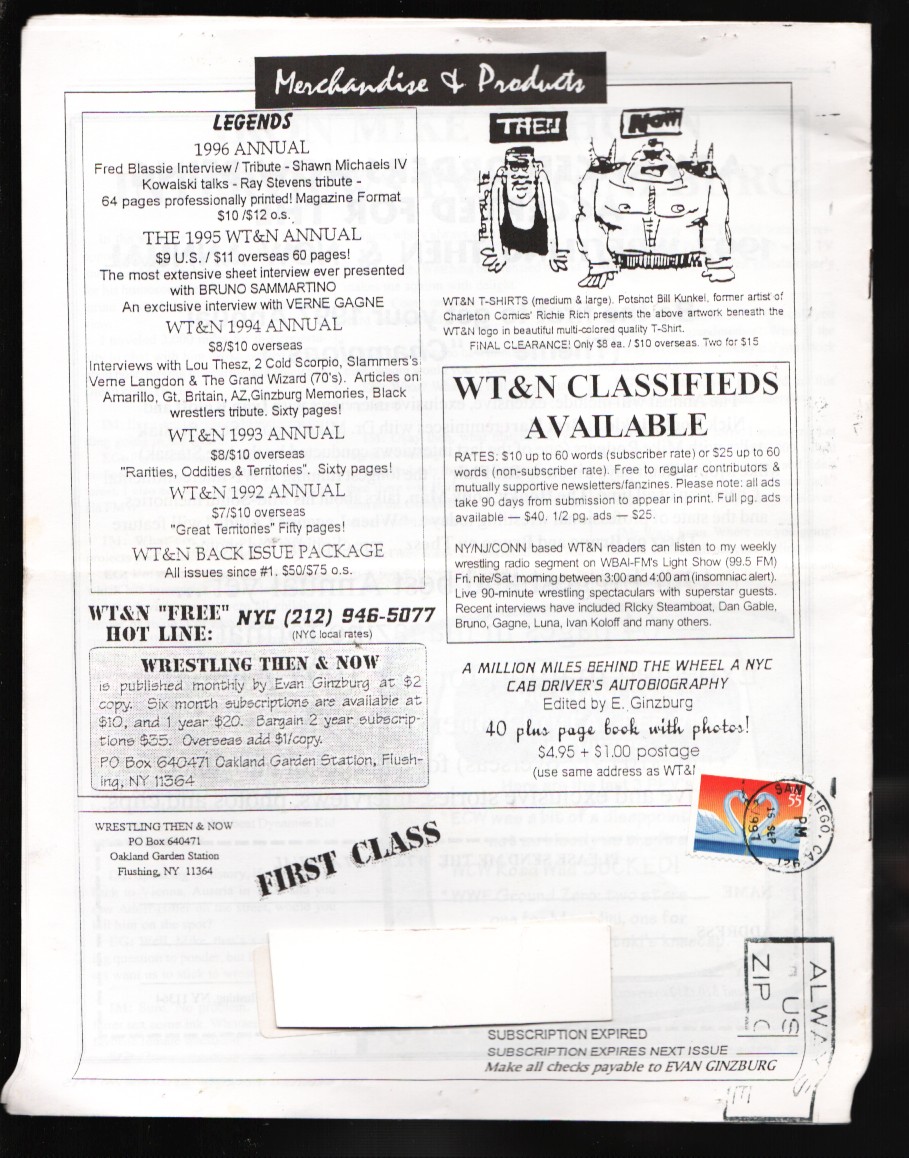 Merchandise & Products
LEGENDS
1996 ANNUAL
Fred Blassie Interview / Tribute - Shawn Michaels IV
Kowalski talks - Ray Stevens tribute -
64 pages professionally printed! Magazine Format
$10 /$12 o.s.
THE 1995 WT&N ANNUAL
$9 U.S. / $11 overseas 60 pages!
The most extensive sheet interview ever presented
with BRUNO SAMMARTINO
An exclusive interview with VERNE GAGNE
WT&N 1994 ANNUAL
$8/$10 overseas
Interviews with Lou Thesz, 2 Cold Scorpio, Slammer's
Verne Langdon & The Grand Wizard (70's). Articles on
Amarillo, Gt. Britain, AZ,Ginzburg Memories, Black
wrestlers tribute. Sixty pages!
WT&N 1993 ANNUAL
$8/$10 overseas
"Rarities, Oddities & Territories". Sixty pages!
WT&N 1992 ANNUAL
$7/$10 overseas
"Great Territories" Fifty pages!
WT&N BACK ISSUE PACKAGE
All issues since #1. $50/$75 o.s.
WT&N "FREE"
HOT LINE:
NYC (212) 946-5077
(NYC local rates)
WRESTLING THEN & NOW
is published monthly by Evan Ginzburg at $2
copy. Six month subscriptions are available at
$10, and 1 year $20. Bargain 2 year subscrip-
tions $35. Overseas add $1/copy.
PO Box 640471 Oakland Garden Station, Flush-
ing, NY 11364
THEN
NOW
WT&N T-SHIRTS (medium & large). Potshot Bill Kunkel, former artist of
Charleton Comics' Richie Rich presents the above artwork beneath the
WT&N logo in beautiful multi-colored quality T-Shirt.
FINAL CLEARANCE! Only $8 ea. / $10 overseas. Two for $15
WT&N CLASSIFIEDS
AVAILABLE
RATES: $10 up to 60 words (subscriber rate) or $25 up to 60
words (non-subscriber rate). Free to regular contributors &
mutually supportive newsletters/fanzines. Please note: all ads
take 90 days from submission to appear in print. Full pg. ads
available — $40, 1/2 pg. ads — $25.
NY/NJ/CONN based WT&N readers can listen to my weekly
wrestling radio segment on WBAI-FM's Light Show (99.5 FM)
Fri. nite/Sat. morning between 3:00 and 4:00 am (insomniac alert).
Live 90-minute wrestling spectaculars with superstar guests.
Recent interviews have included RIcky Steamboat, Dan Gable,
Bruno, Gagne, Luna, Ivan Koloff and many others.
A MILLION MILES BEHIND THE WHEEL A NYC
CAB DRIVER'S AUTOBIOGRAPHY
Edited by E. Ginzburg
40 plus page book with photos!
$4.95 + $1.00 postage
(use same address as WT&
55
SAN DIEGO, CA
PM
15 SEP
1997
WRESTLING THEN & NOW
PO Box 640471
Oakland Garden Station
Flushing, NY 11364
FIRST CLASS
ALWA
US
ZIP
SUBSCRIPTION EXPIRED
SUBSCRIPTION EXPIRES NEXT ISSUE
Make all checks payable to EVAN GINZBURG